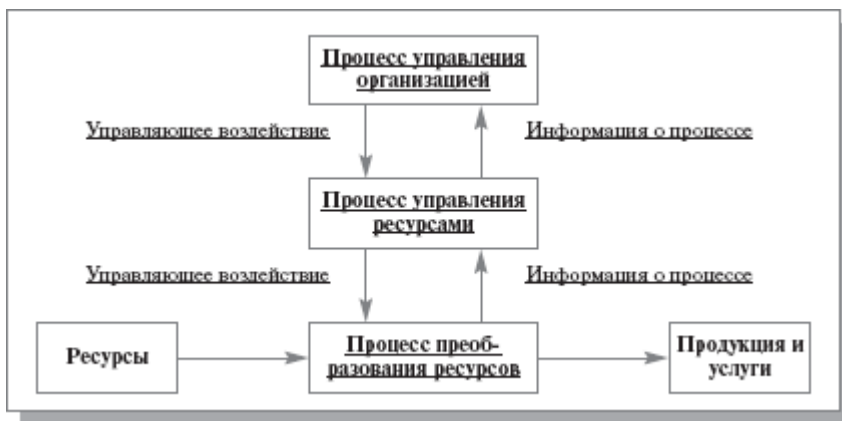 Процесс управления
организацией
Управляющее воздействие
Информация о процессе
Процесс управления
ресурсами
Управляющее воздействие
Информация о процессе
Ресурсы
Процесс преоб-
разования ресурсов
Продукция и
услуги